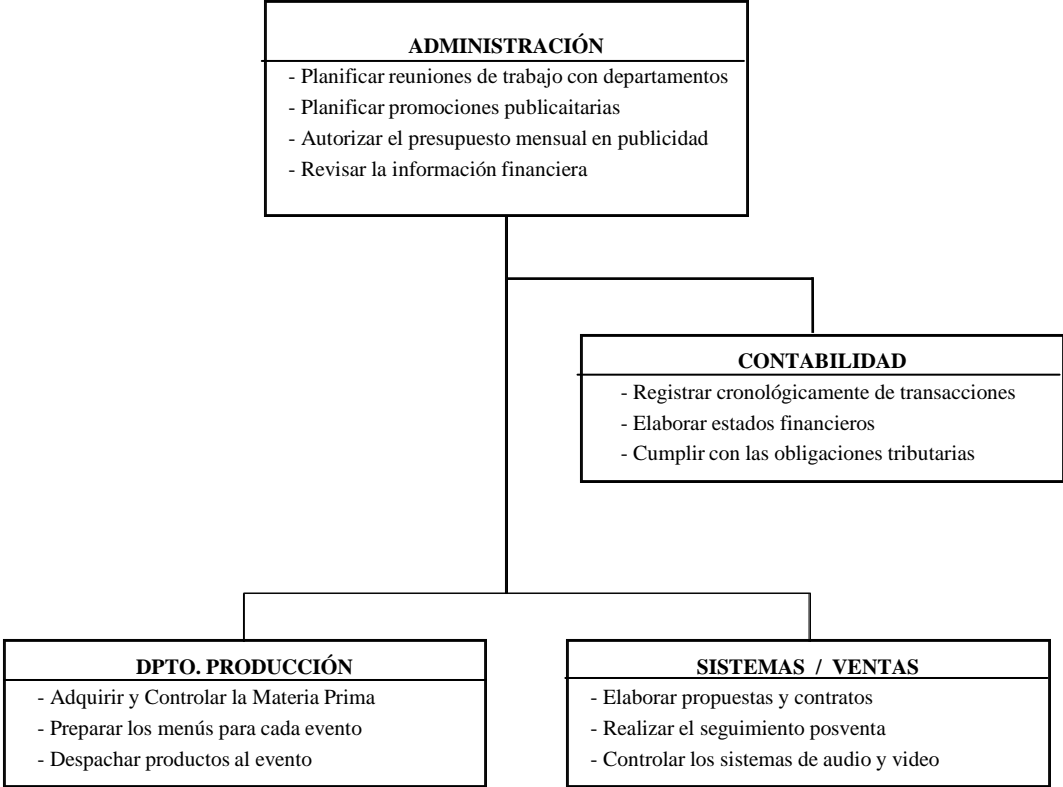 ADMINISTRACIÓN
- Planificar reuniones de trabajo con departamentos
- Planificar promociones publicaitarias
- Autorizar el presupuesto mensual en publicidad
- Revisar la información financiera
CONTABILIDAD
- Registrar cronológicamente de transacciones
- Elaborar estados financieros
- Cumplir con las obligaciones tributarias
DPTO. PRODUCCIÓN
- Adquirir y Controlar la Materia Prima
- Preparar los menús para cada evento
- Despachar productos al evento
SISTEMAS / VENTAS
- Elaborar propuestas y contratos
- Realizar el seguimiento posventa
- Controlar los sistemas de audio y video